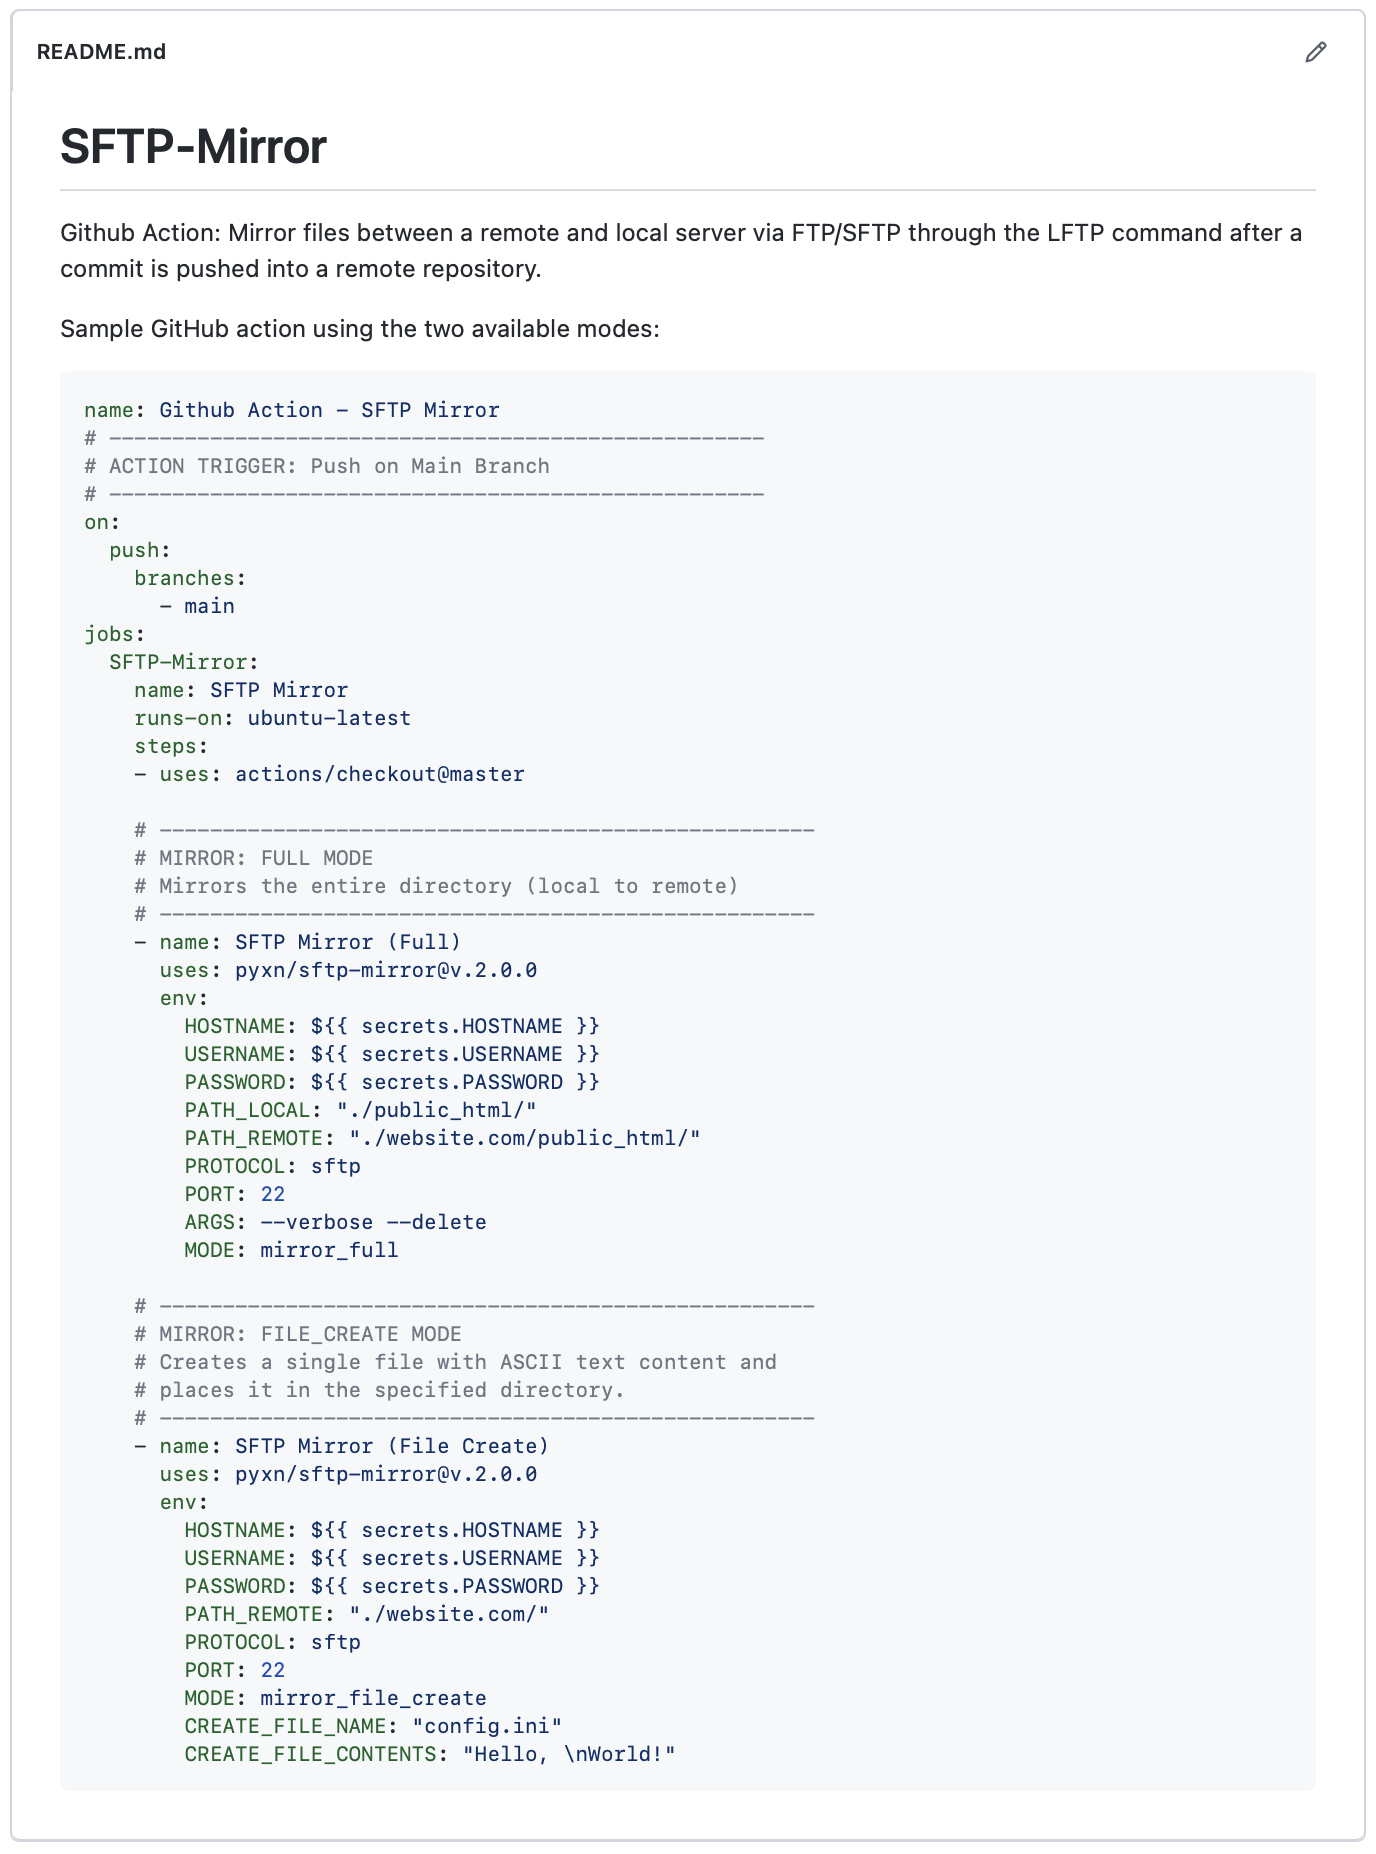 README.md
SFTP-Mirror
Github Action: Mirror files between a remote and local server via FTP/SFTP through the LFTP command after a
commit is pushed into a remote repository.
Sample GitHub action using the two available modes:
name: Github Action - SFTP Mirror
# ----------------------------------------------------
# ACTION TRIGGER: Push on Main Branch
# ----------------------------------------------------
on:
  push:
    branches:
      - main
jobs:
  SFTP-Mirror:
    name: SFTP Mirror
    runs-on: ubuntu-latest
    steps:
    - uses: actions/checkout@master

    # ----------------------------------------------------
    # MIRROR: FULL MODE
    # Mirrors the entire directory (local to remote)
    # ----------------------------------------------------
    - name: SFTP Mirror (Full)
      uses: pyxn/sftp-mirror@v.2.0.0
      env:
        HOSTNAME: ${{ secrets.HOSTNAME }}
        USERNAME: ${{ secrets.USERNAME }}
        PASSWORD: ${{ secrets.PASSWORD }}
        PATH_LOCAL: "./public_html/"
        PATH_REMOTE: "./website.com/public_html/"
        PROTOCOL: sftp
        PORT: 22
        ARGS: --verbose --delete
        MODE: mirror_full

    # ----------------------------------------------------
    # MIRROR: FILE_CREATE MODE
    # Creates a single file with ASCII text content and
    # places it in the specified directory.
    # ----------------------------------------------------
    - name: SFTP Mirror (File Create)
      uses: pyxn/sftp-mirror@v.2.0.0
      env:
        HOSTNAME: ${{ secrets.HOSTNAME }}
        USERNAME: ${{ secrets.USERNAME }}
        PASSWORD: ${{ secrets.PASSWORD }}
        PATH_REMOTE: "./website.com/"
        PROTOCOL: sftp
        PORT: 22
        MODE: mirror_file_create
        CREATE_FILE_NAME: "config.ini"
        CREATE_FILE_CONTENTS: "Hello, \nWorld!"